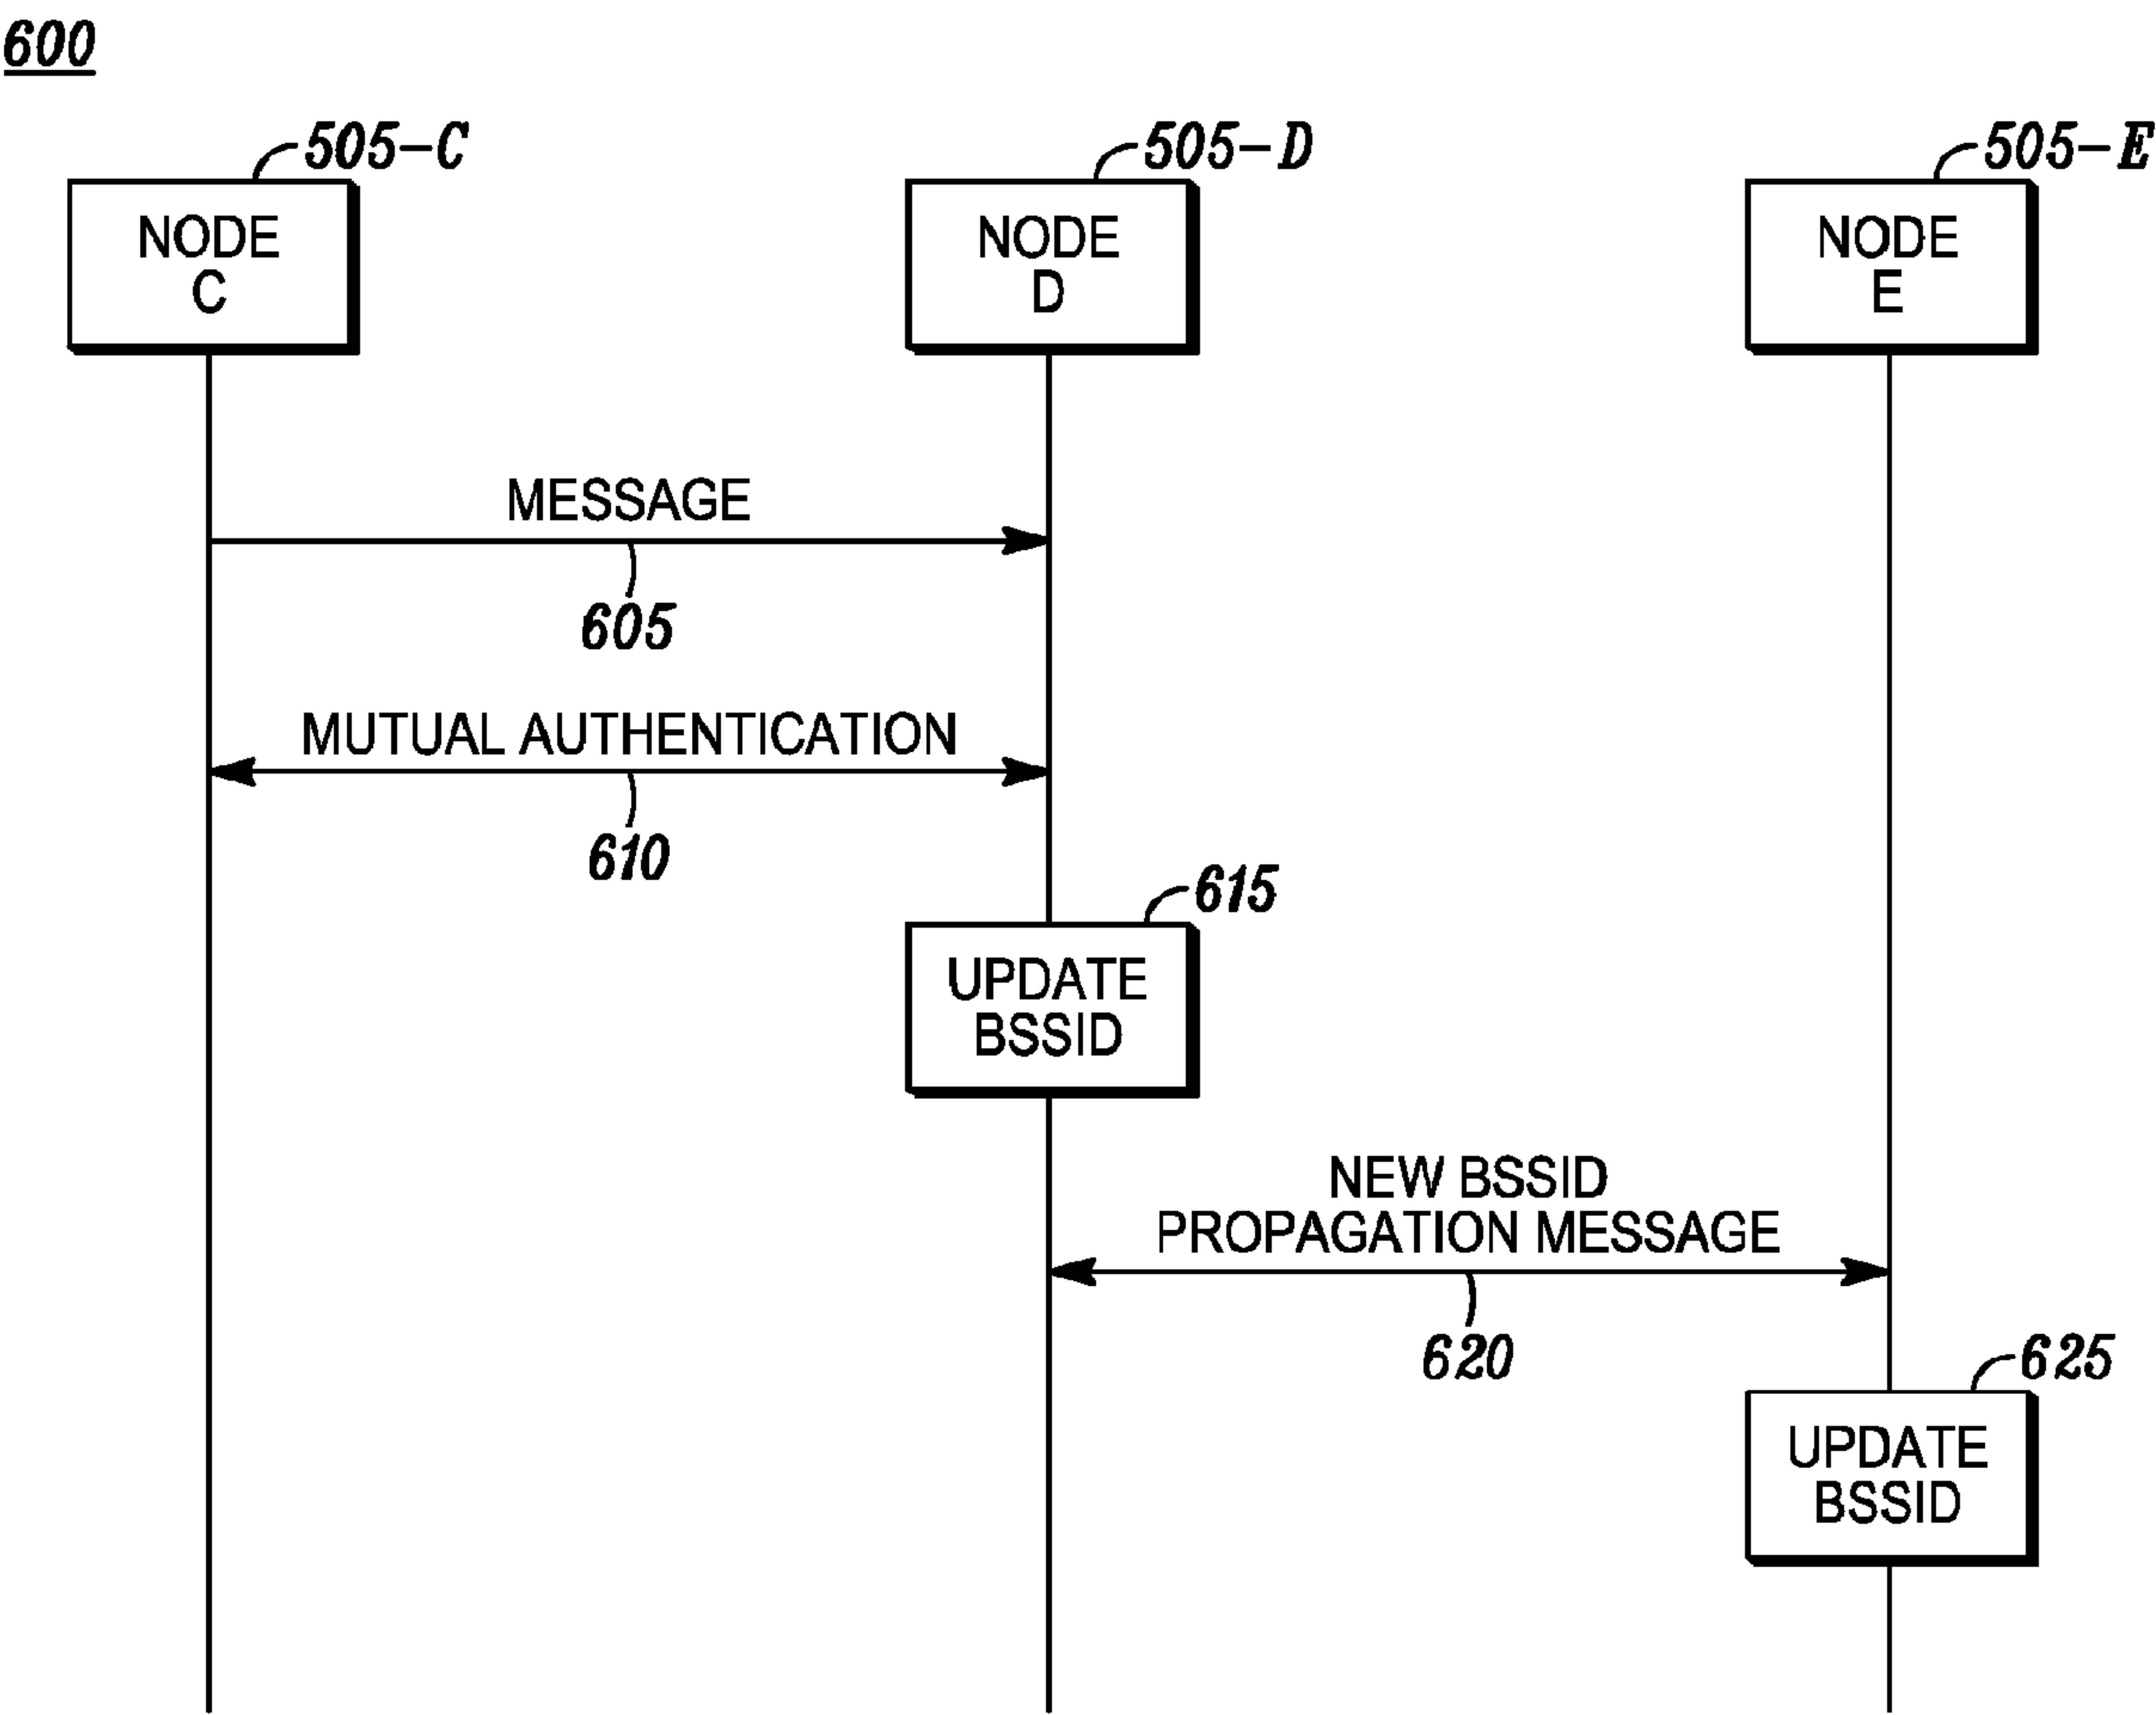 600
505-C
505-D
505-E
NODE
C
NODE
D
NODE
E
MESSAGE
605
MUTUAL AUTHENTICATION
610
615
UPDATE
BSSID
NEW BSSID
PROPAGATION MESSAGE
620
625
UPDATE
BSSID